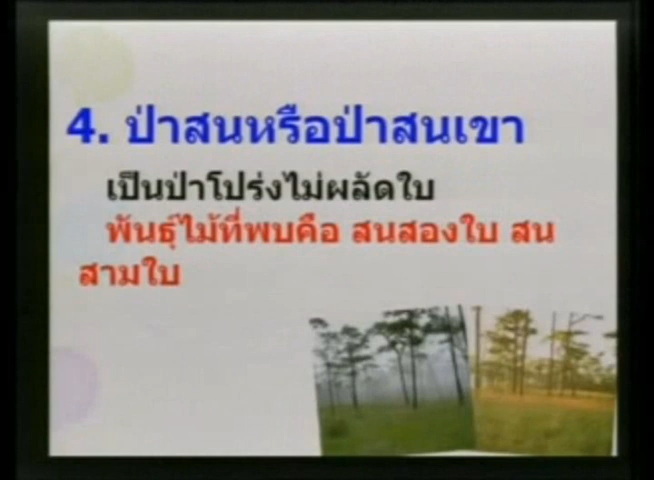 4. ป่าสนหรือป่าสนเขา
เป็นป่าโปร่งไม่ผลัดใบ
พันธุ์ไม้ที่พบคือ สนสองใบ สน
สามใบ